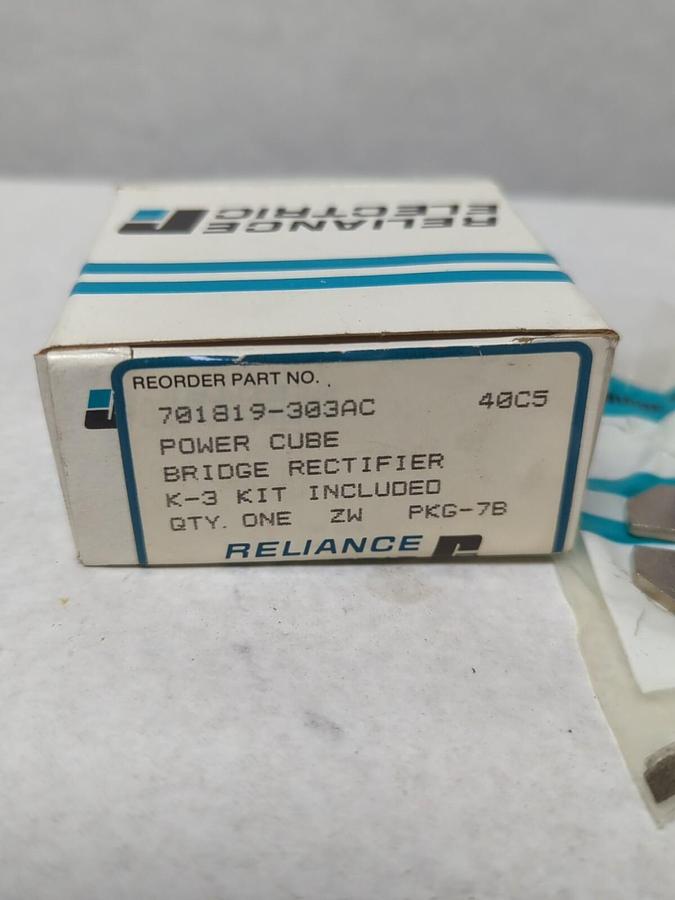 RELIANCE
ELECTRIC
REORDER PART NO.
701819-303AC 40C5
POWER CUBE
BRIDGE RECTIFIER
K-3 KIT INCLUDED
QTY. ONE ZW PKG-7B
RELIANCE